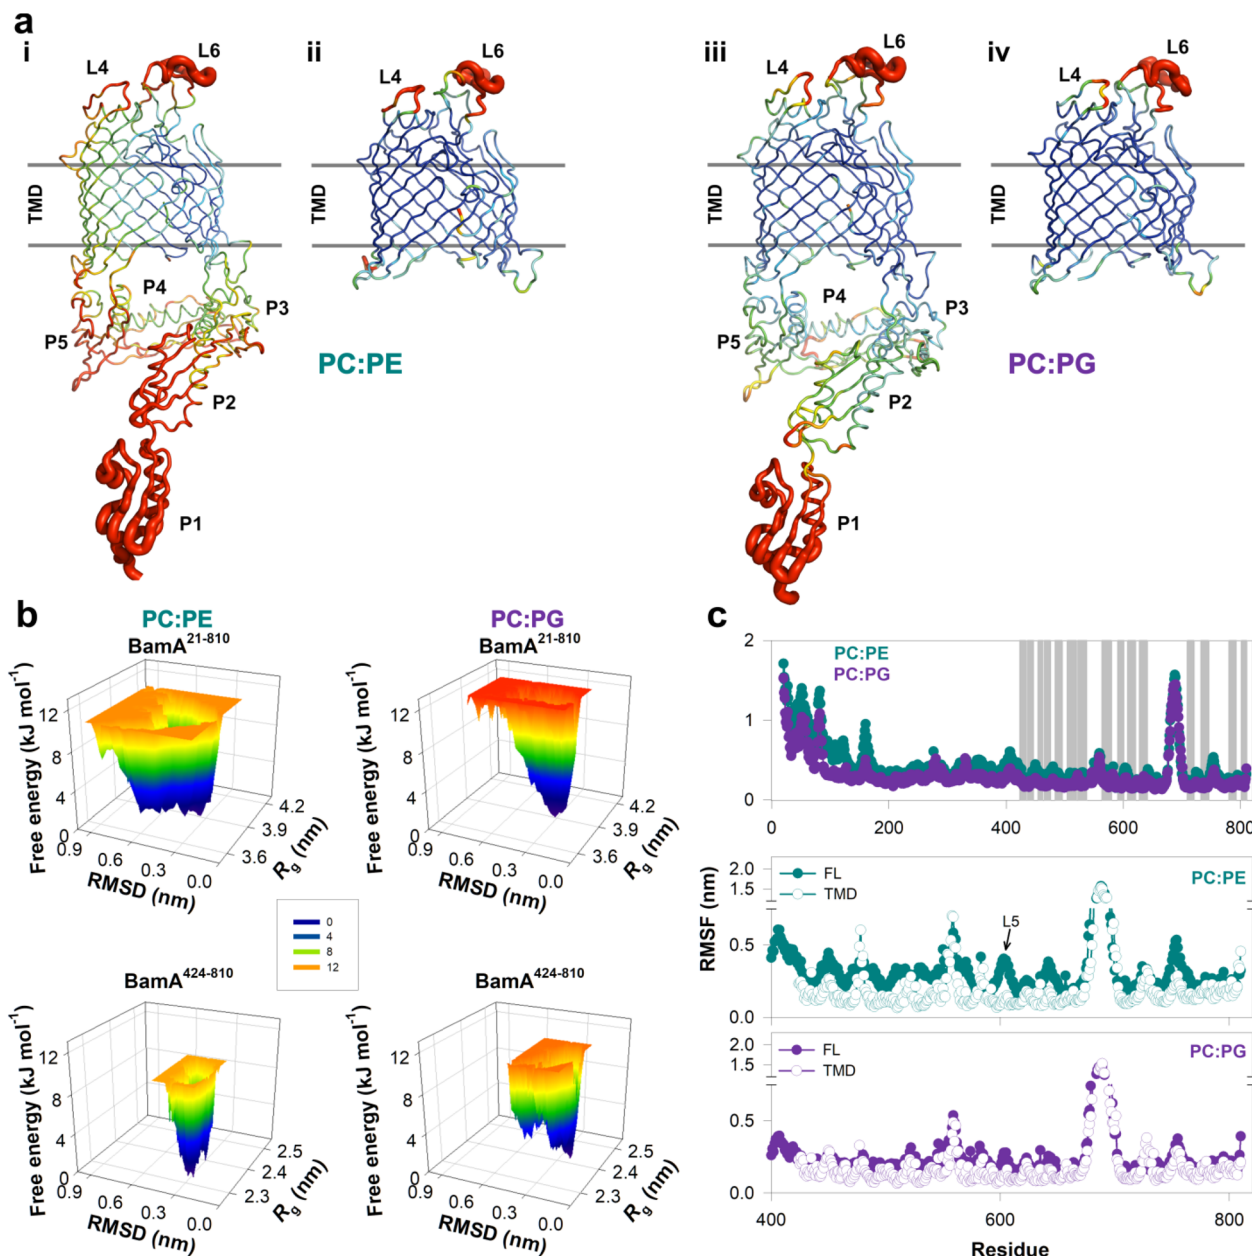 a
i
ii
iii
iv
L4
L6
L4
L6
L4
L6
L4
L6
TMD
TMD
TMD
TMD
P4
P3
P5
P2
P1
PC:PE
P4
P3
P5
P2
P1
PC:PG
b
PC:PE
BamA21-810
Free energy (kJ mol-1)
12
8
4
0
0.9
0.6
0.3
0.0
RMSD (nm)
4.2
3.9
3.6
Rg (nm)
PC:PG
BamA21-810
Free energy (kJ mol-1)
12
8
4
0
0.9
0.6
0.3
0.0
RMSD (nm)
4.2
3.9
3.6
Rg (nm)
0
4
8
12
BamA424-810
Free energy (kJ mol-1)
12
8
4
0
0.9
0.6
0.3
0.0
RMSD (nm)
2.5
2.4
2.3
Rg (nm)
BamA424-810
Free energy (kJ mol-1)
12
8
4
0
0.9
0.6
0.3
0.0
RMSD (nm)
2.5
2.4
2.3
Rg (nm)
c
2
1
0
PC:PE
PC:PG
0 200 400 600 800
RMSF (nm)
2.0
1.5
0.5
0.0
FL
TMD
L5
PC:PE
2.0
1.5
0.5
0.0
FL
TMD
PC:PG
400 600 800
Residue